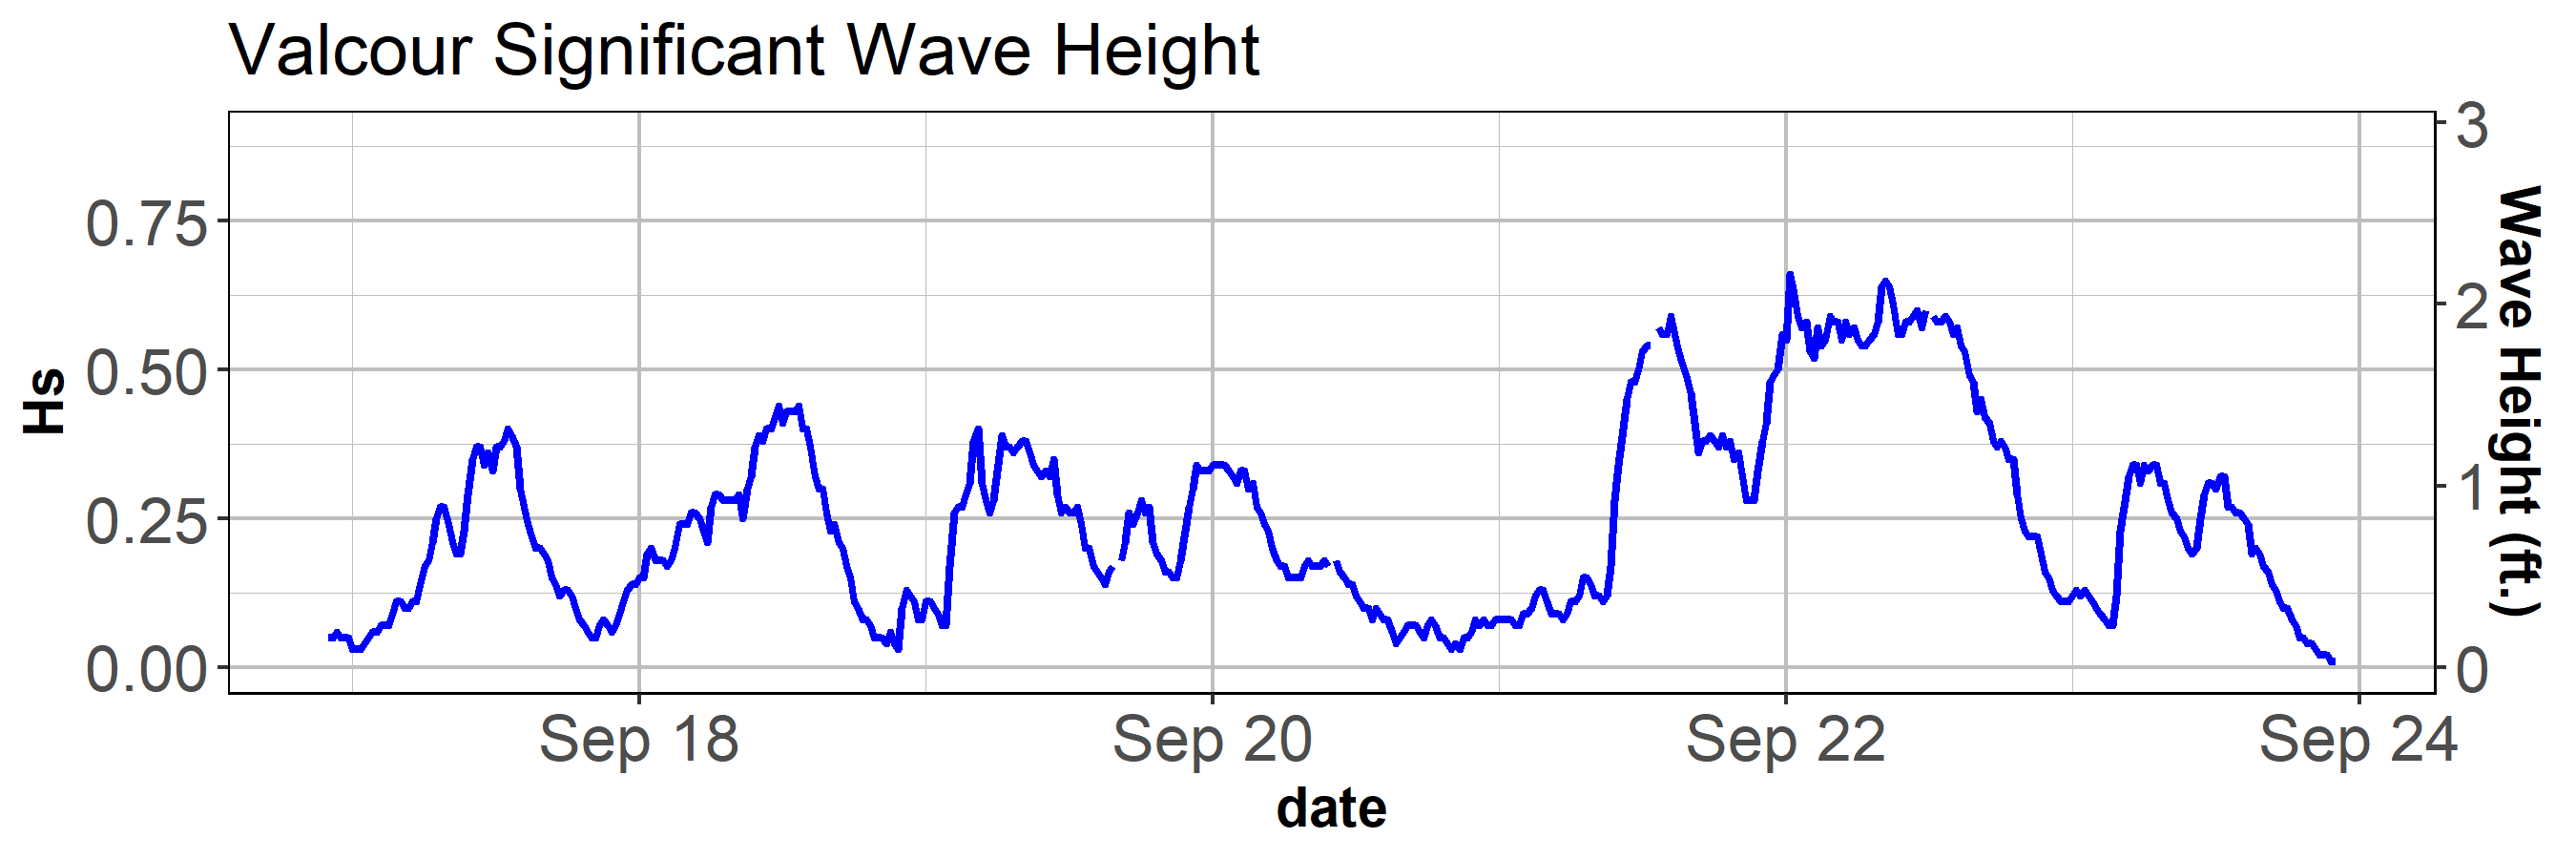 Valcour Significant Wave Height
3
0.75
2
0.50
1
0.25
0.00
0
Hs
Wave Height (ft.)
Sep 18 Sep 20 Sep 22 Sep 24
date